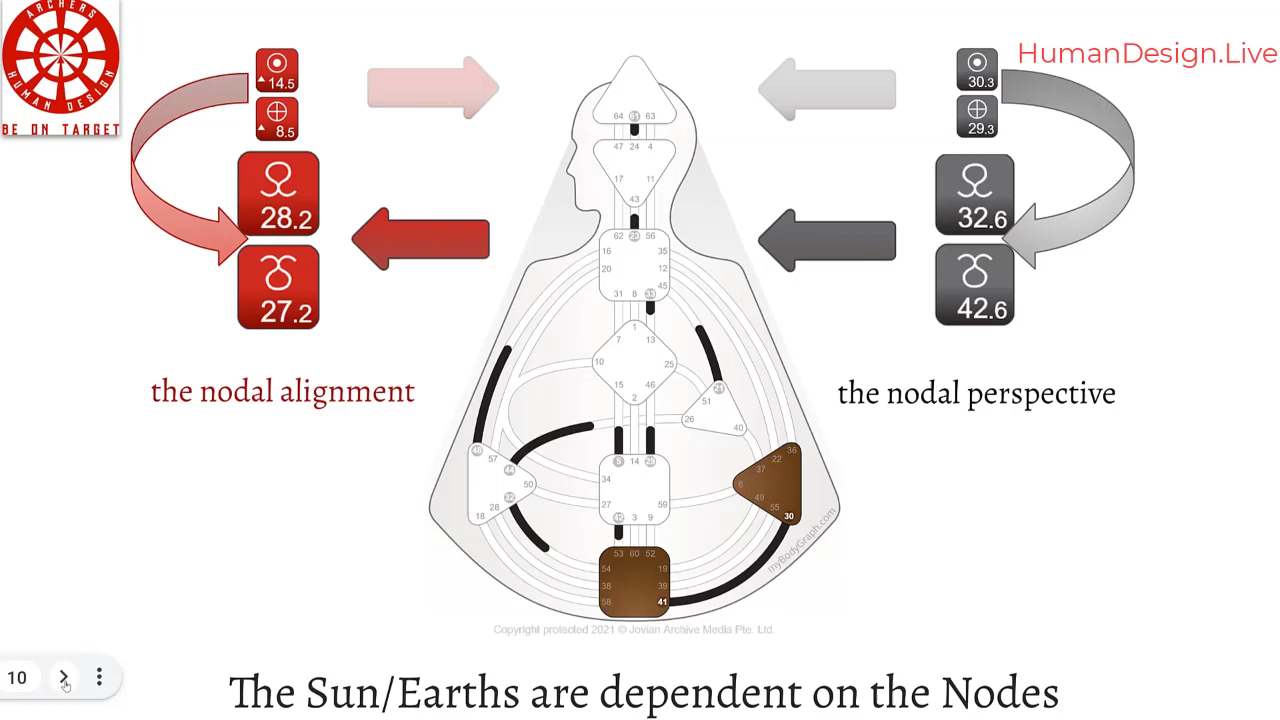 ARCHERS
HUMAN DESIGN
BE ON TARGET
HumanDesign.Live
14.5
8.5
28.2
27.2
30.3
29.3
32.6
42.6
the nodal alignment
the nodal perspective
64 61 63
47 24 4
17 11
43
62 23 56
16 35
20 12
45
31 8 33
1
7 13
10 25
15 46
2
21
51
26 40
48
57
44
50
32
28
18
5 14 29
34
27 59
42 3 9
36
22
37
6
49
55
30
53 60 52
54 19
38 39
58 41
myBodyGraph.com
Copyright protected 2021 © Jovian Archive Media Pte. Ltd.
10
The Sun/Earths are dependent on the Nodes